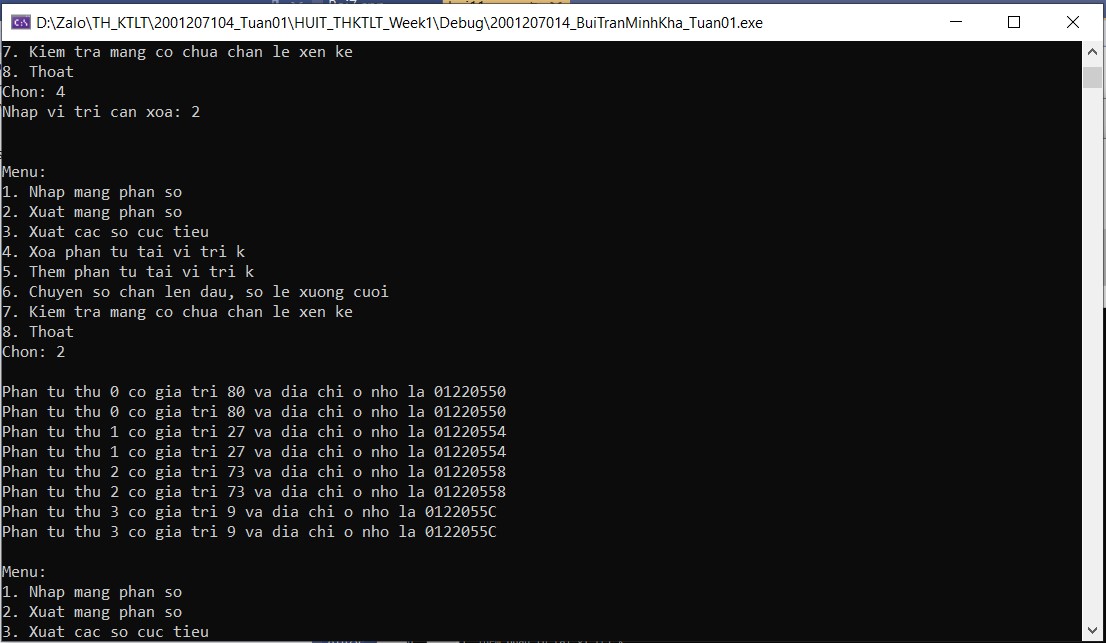 D:\Zalo\TH_KTLT\2001207104_Tuan01\HUIT_THKTLT_Week1\Debug\2001207014_BuiTranMinhKha_Tuan01.exe
7. Kiem tra mang co chua chan le xen ke
8. Thoat
Chon: 4
Nhap vi tri can xoa: 2
Menu:
1. Nhap mang phan so
2. Xuat mang phan so
3. Xuat cac so cuc tieu
4. Xoa phan tu tai vi tri k
5. Them phan tu tai vi tri k
6. Chuyen so chan len dau, so le xuong cuoi
7. Kiem tra mang co chua chan le xen ke
8. Thoat
Chon: 2
Phan tu thu 0 co gia tri 80 va dia chi o nho la 01220550
Phan tu thu 0 co gia tri 80 va dia chi o nho la 01220550
Phan tu thu 1 co gia tri 27 va dia chi o nho la 01220554
Phan tu thu 1 co gia tri 27 va dia chi o nho la 01220554
Phan tu thu 2 co gia tri 73 va dia chi o nho la 01220558
Phan tu thu 2 co gia tri 73 va dia chi o nho la 01220558
Phan tu thu 3 co gia tri 9 va dia chi o nho la 0122055C
Phan tu thu 3 co gia tri 9 va dia chi o nho la 0122055C
Menu:
1. Nhap mang phan so
2. Xuat mang phan so
3. Xuat cac so cuc tieu